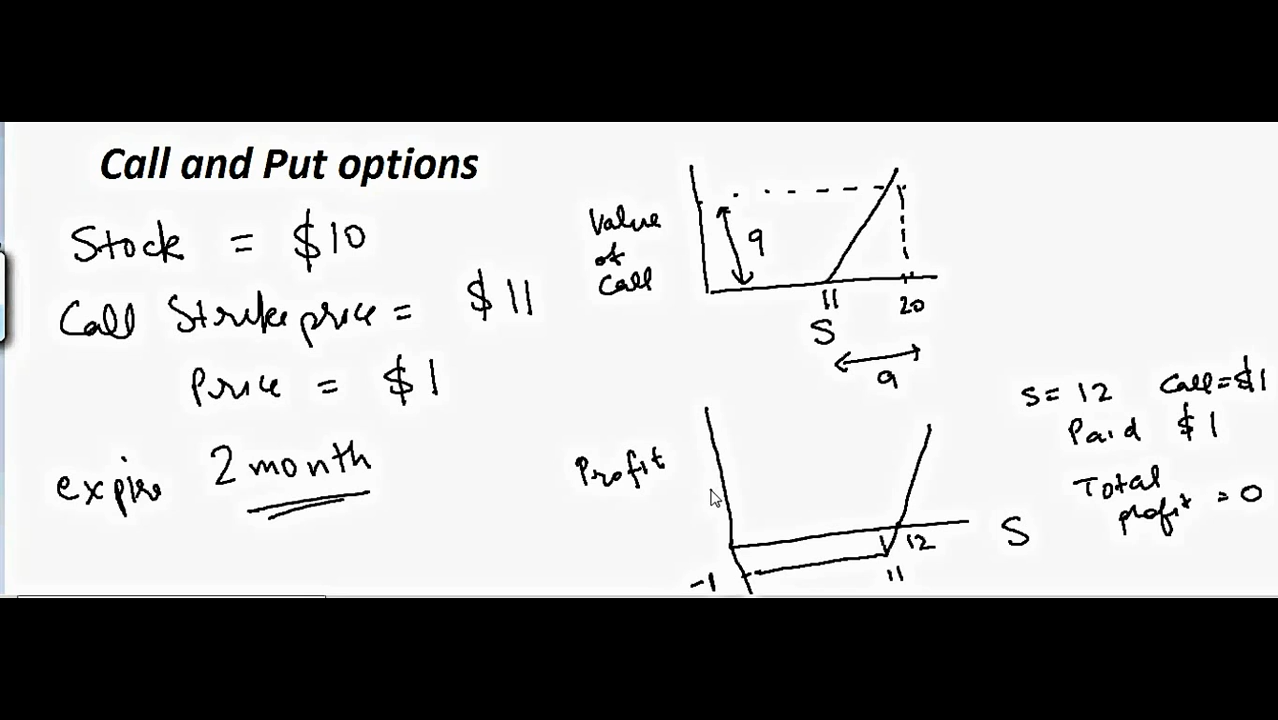 Call and Put options
Stock = $10
Call Strike price = $11
Price = $1
expire 2 month
Value
of
Call
9
11
20
S
9
Profit
-1
11
12
S
S = 12 Call = $1
Paid $1
Total
profit = 0